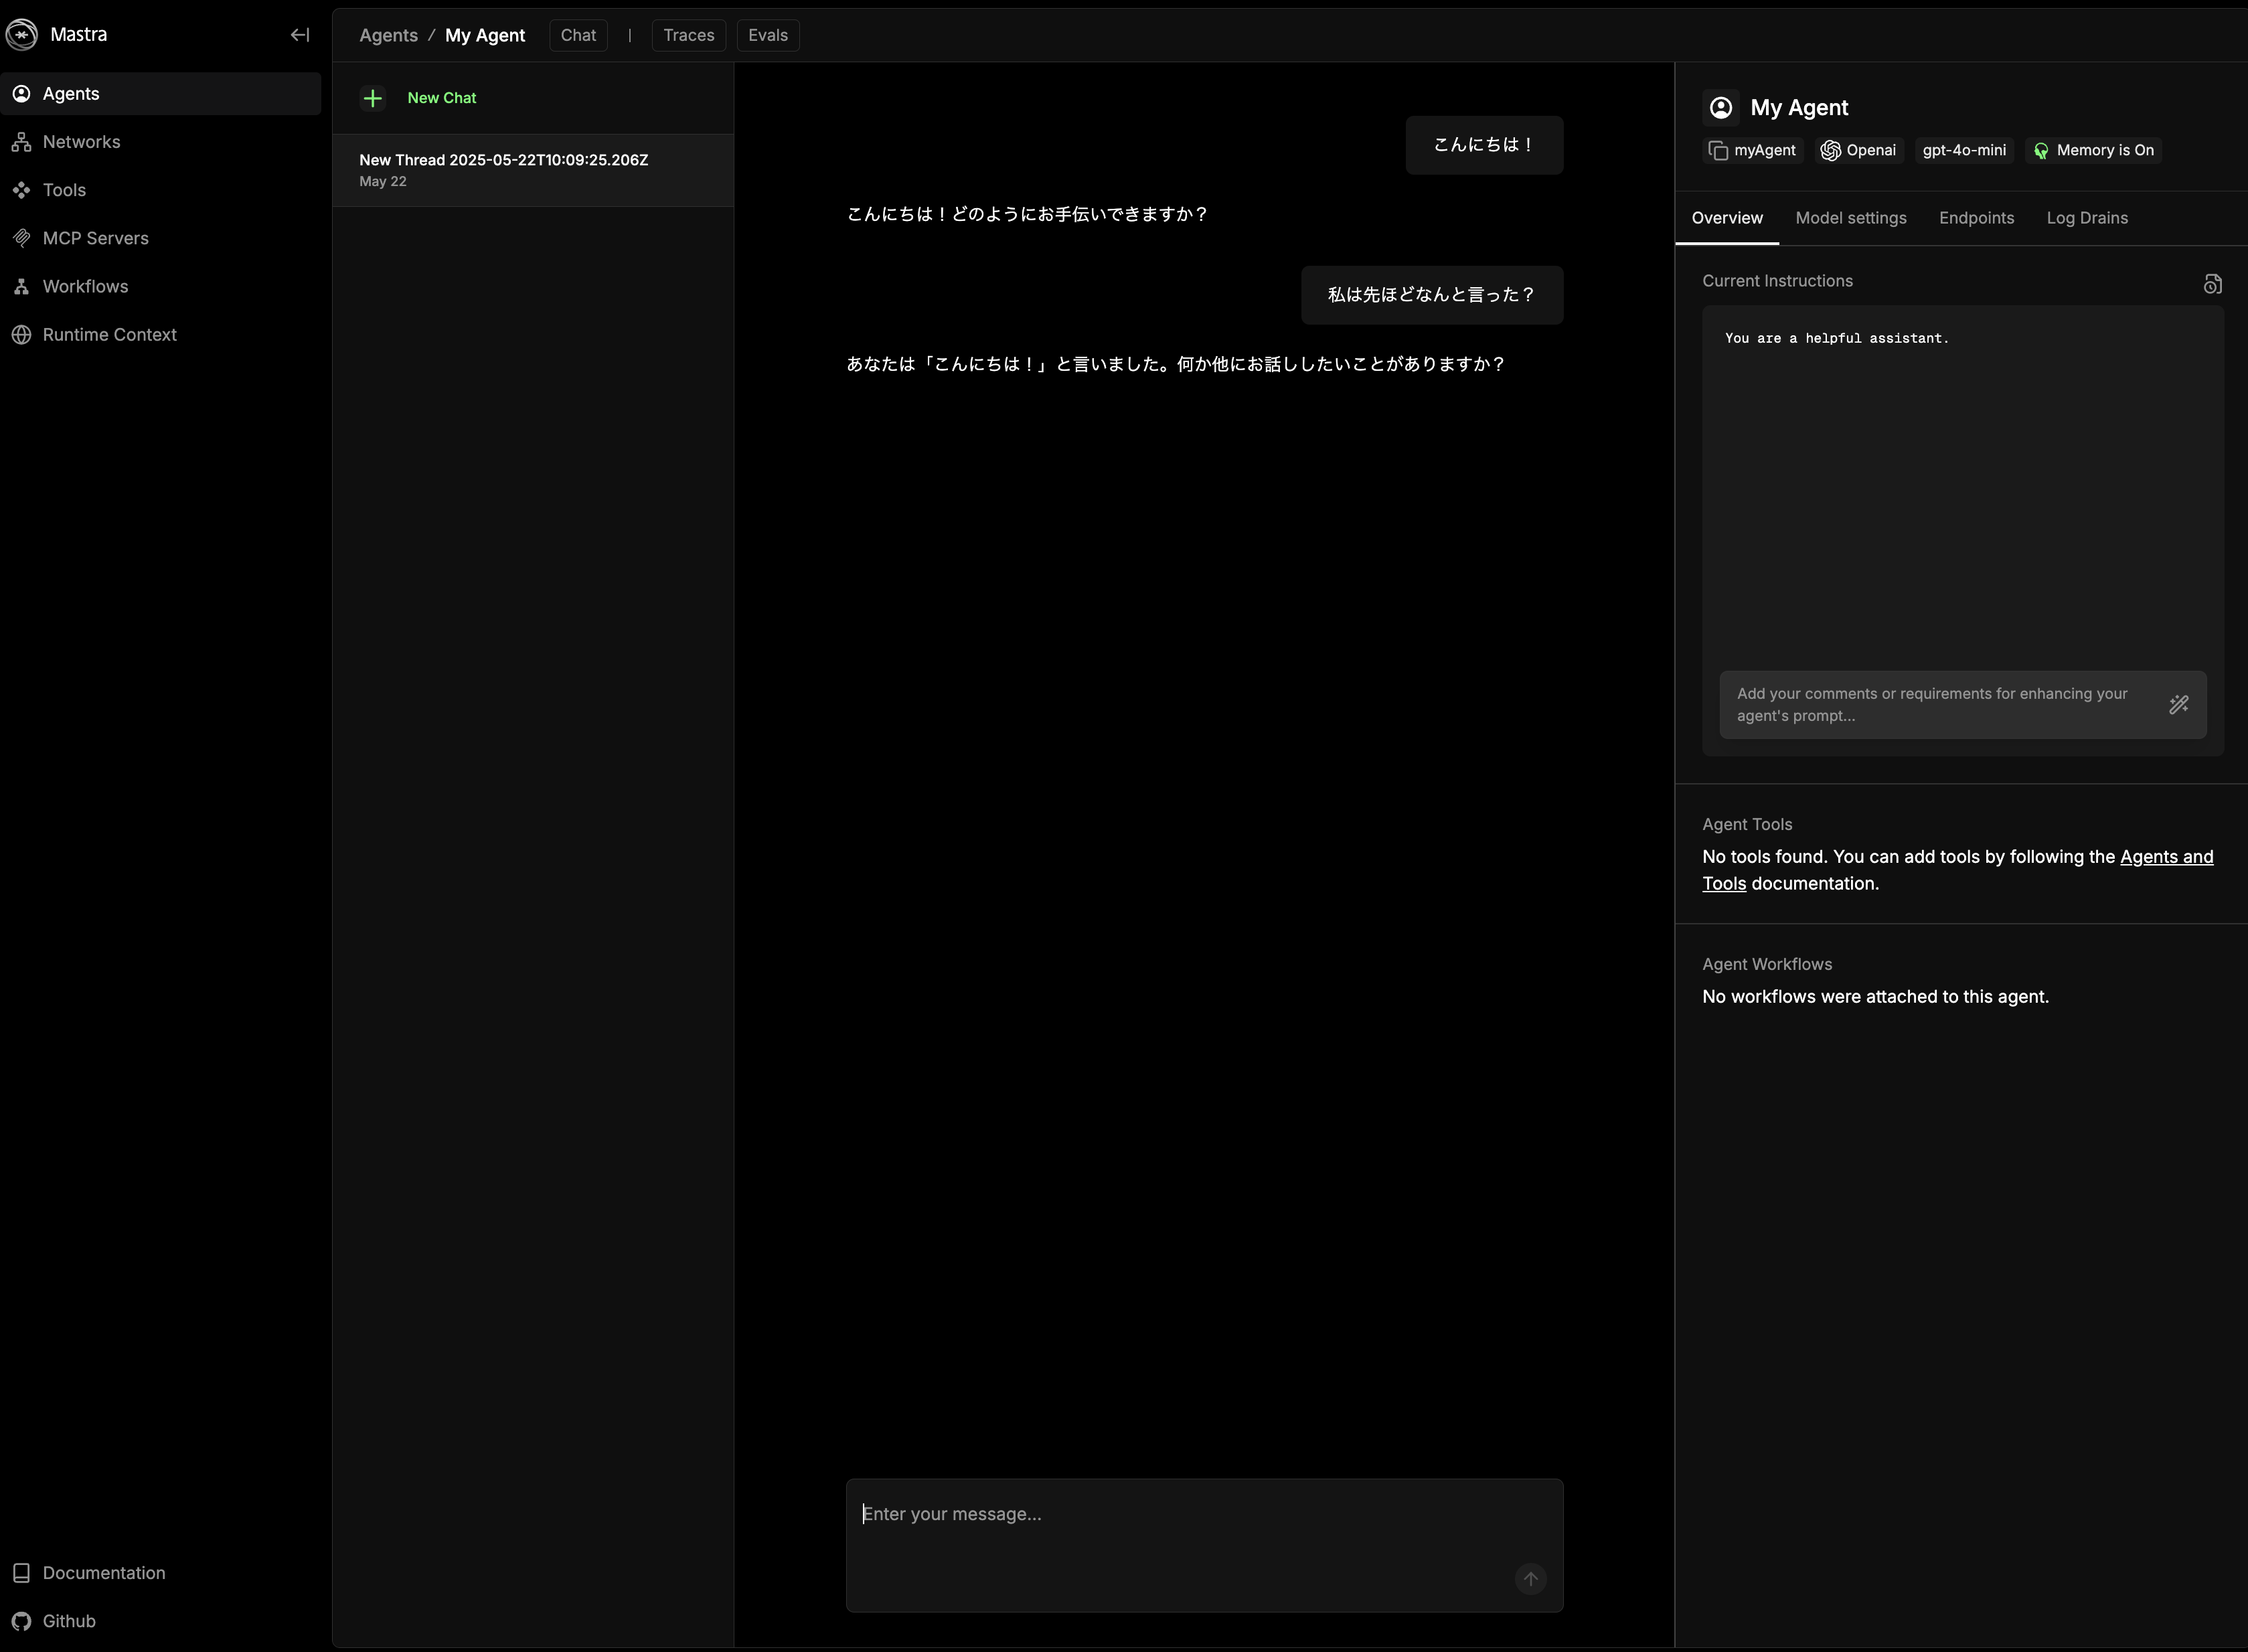 Mastra
Agents
Networks
Tools
MCP Servers
Workflows
Runtime Context
Documentation
Github
Agents / My Agent Chat | Traces Evals
New Chat
New Thread 2025-05-22T10:09:25.206Z
May 22
こんにちは！
こんにちは！どのようにお手伝いできますか？
私は先ほどなんと言った？
あなたは「こんにちは！」と言いました。何か他にお話ししたいことがありますか？
Enter your message...
My Agent
myAgent Openai gpt-4o-mini Memory is On
Overview Model settings Endpoints Log Drains
Current Instructions
You are a helpful assistant.
Add your comments or requirements for enhancing your
agent's prompt...
Agent Tools
No tools found. You can add tools by following the Agents and
Tools documentation.
Agent Workflows
No workflows were attached to this agent.